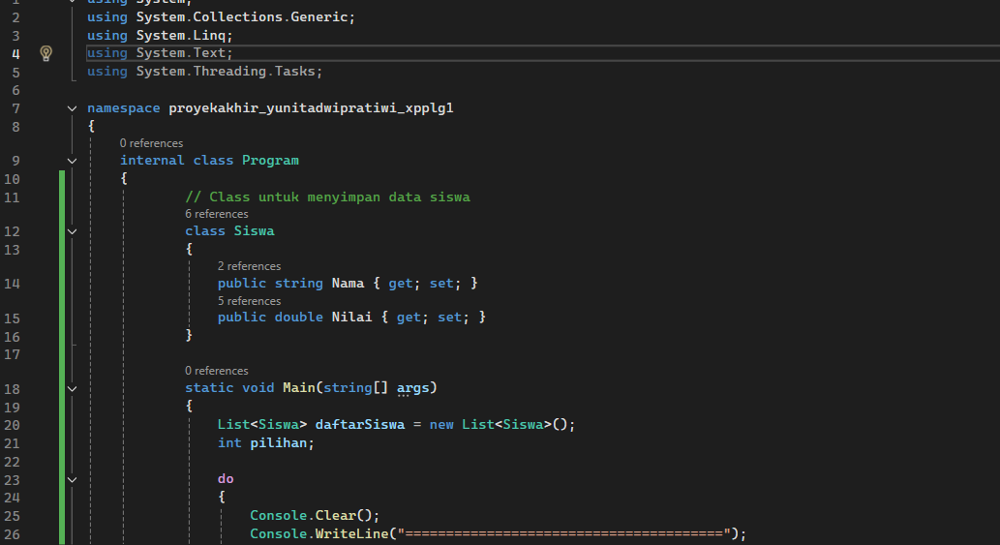 1 using System;
2 using System.Collections.Generic;
3 using System.Linq;
4 using System.Text;
5 using System.Threading.Tasks;
6
7 namespace proyekakhir_yunitadwipratiwi_xpplg1
8 {
0 references
9 internal class Program
10 {
11 // Class untuk menyimpan data siswa
6 references
12 class Siswa
13 {
2 references
14 public string Nama { get; set; }
5 references
15 public double Nilai { get; set; }
16 }
17
0 references
18 static void Main(string[] args)
19 {
20 List<Siswa> daftarSiswa = new List<Siswa>();
21 int pilihan;
22
23 do
24 {
25 Console.Clear();
26 Console.WriteLine("=======================================");